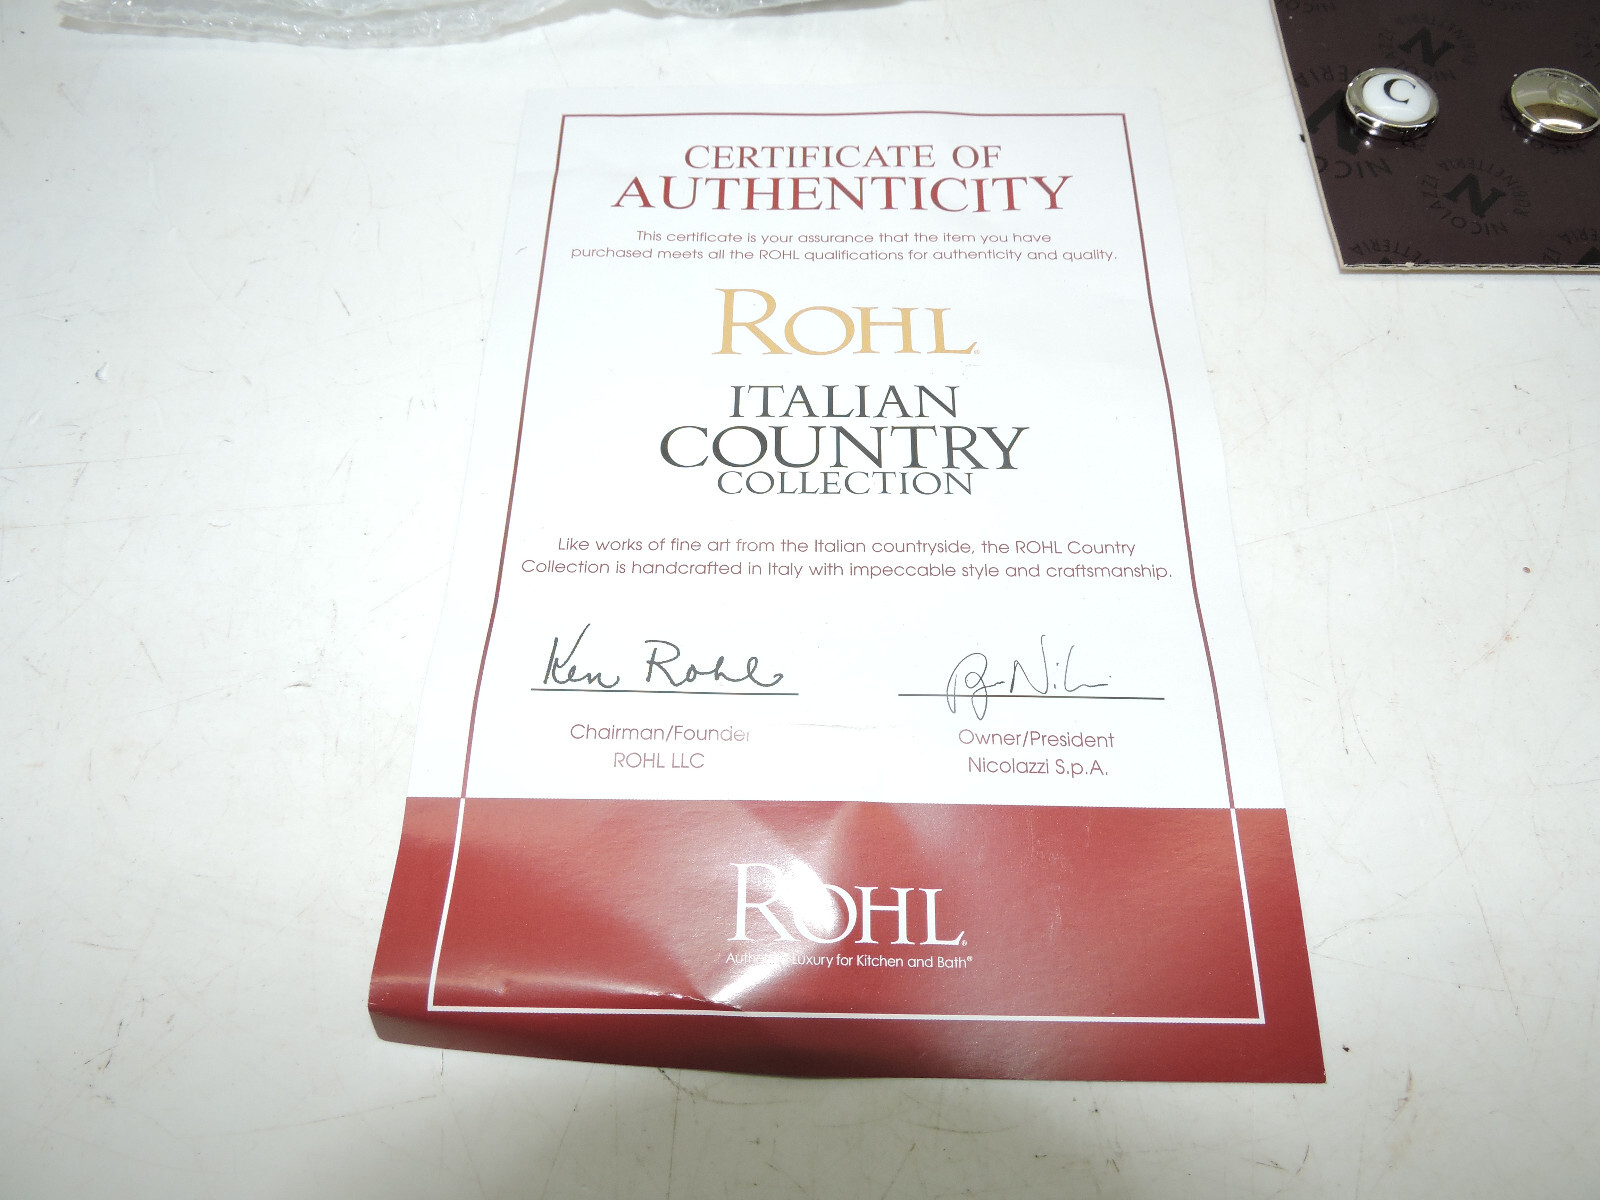 CERTIFICATE OF
AUTHENTICITY
This certificate is your assurance that the item you have
purchased meets all the ROHL qualifications for authenticity and quality.
ROHL
ITALIAN
COUNTRY
COLLECTION
Like works of fine art from the Italian countryside, the ROHL Country
Collection is handcrafted in Italy with impeccable style and craftsmanship.
Ken Rohl
Chairman/Founder
ROHL LLC
Owner/President
Nicolazzi S.p.A.
ROHL®
Luxury for Kitchen and Bath®
C
N
NICOLAZZI
RUBINETTERIA